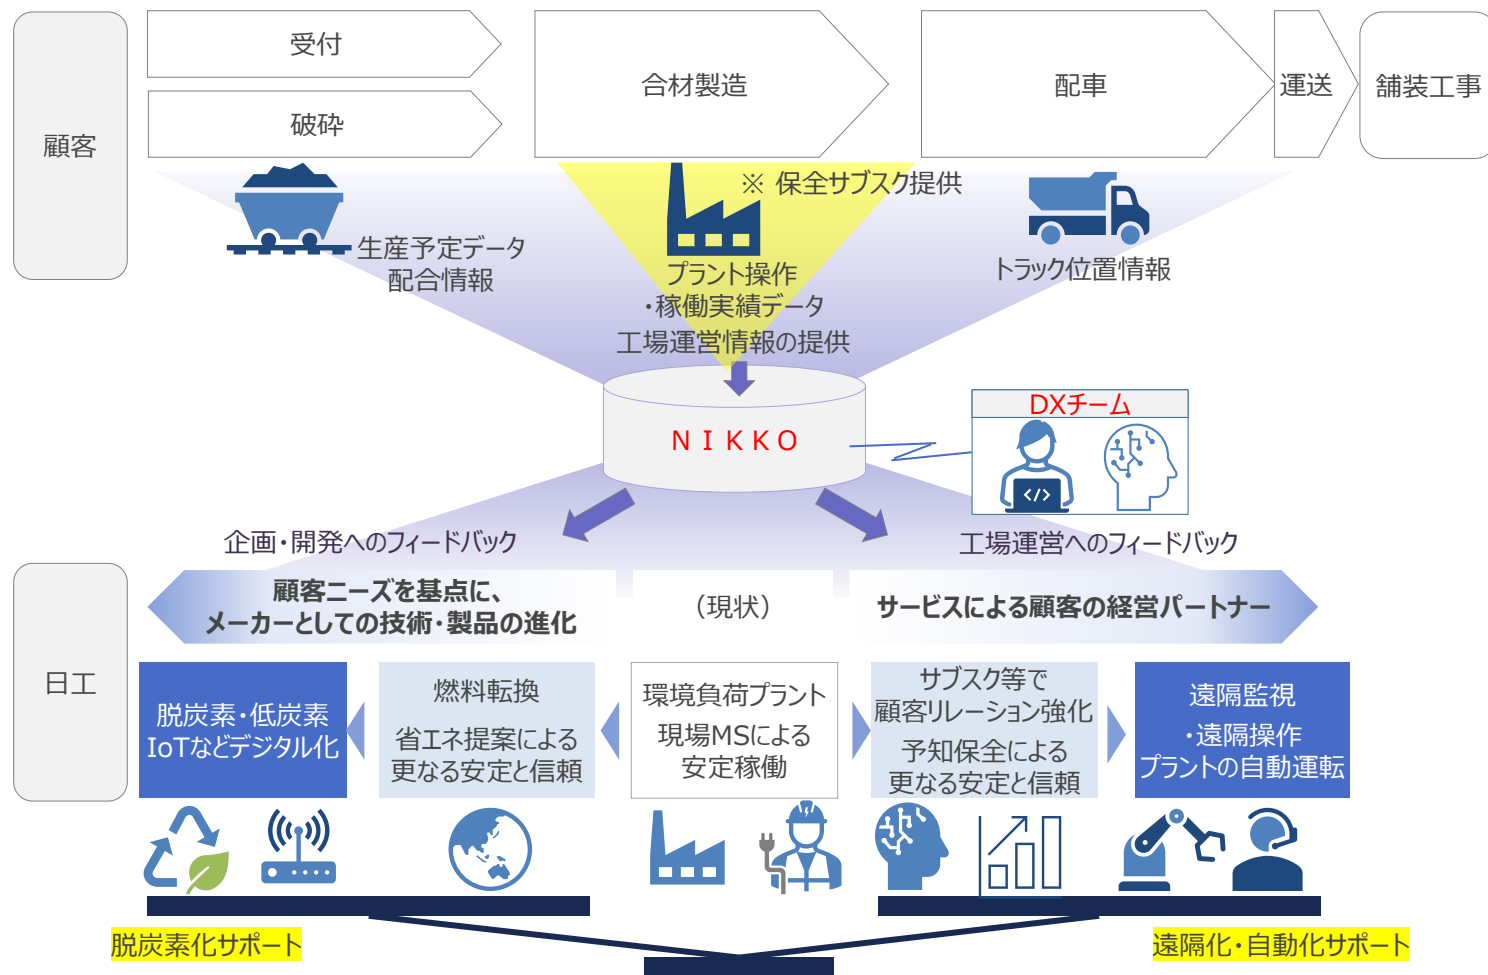 顧客
受付
破砕
合材製造
配車
運送
舗装工事
※ 保全サブスク提供
生産予定データ
配合情報
プラント操作
・稼働実績データ
工場運営情報の提供
トラック位置情報
NIKKO
DXチーム
</>
企画・開発へのフィードバック
工場運営へのフィードバック
日工
顧客ニーズを基点に、
メーカーとしての技術・製品の進化
（現状）
サービスによる顧客の経営パートナー
脱炭素・低炭素
IoTなどデジタル化
燃料転換
省エネ提案による
更なる安定と信頼
環境負荷プラント
現場MSによる
安定稼働
サブスク等で
顧客リレーション強化
予知保全による
更なる安定と信頼
遠隔監視
・遠隔操作
プラントの自動運転
脱炭素化サポート
遠隔化・自動化サポート